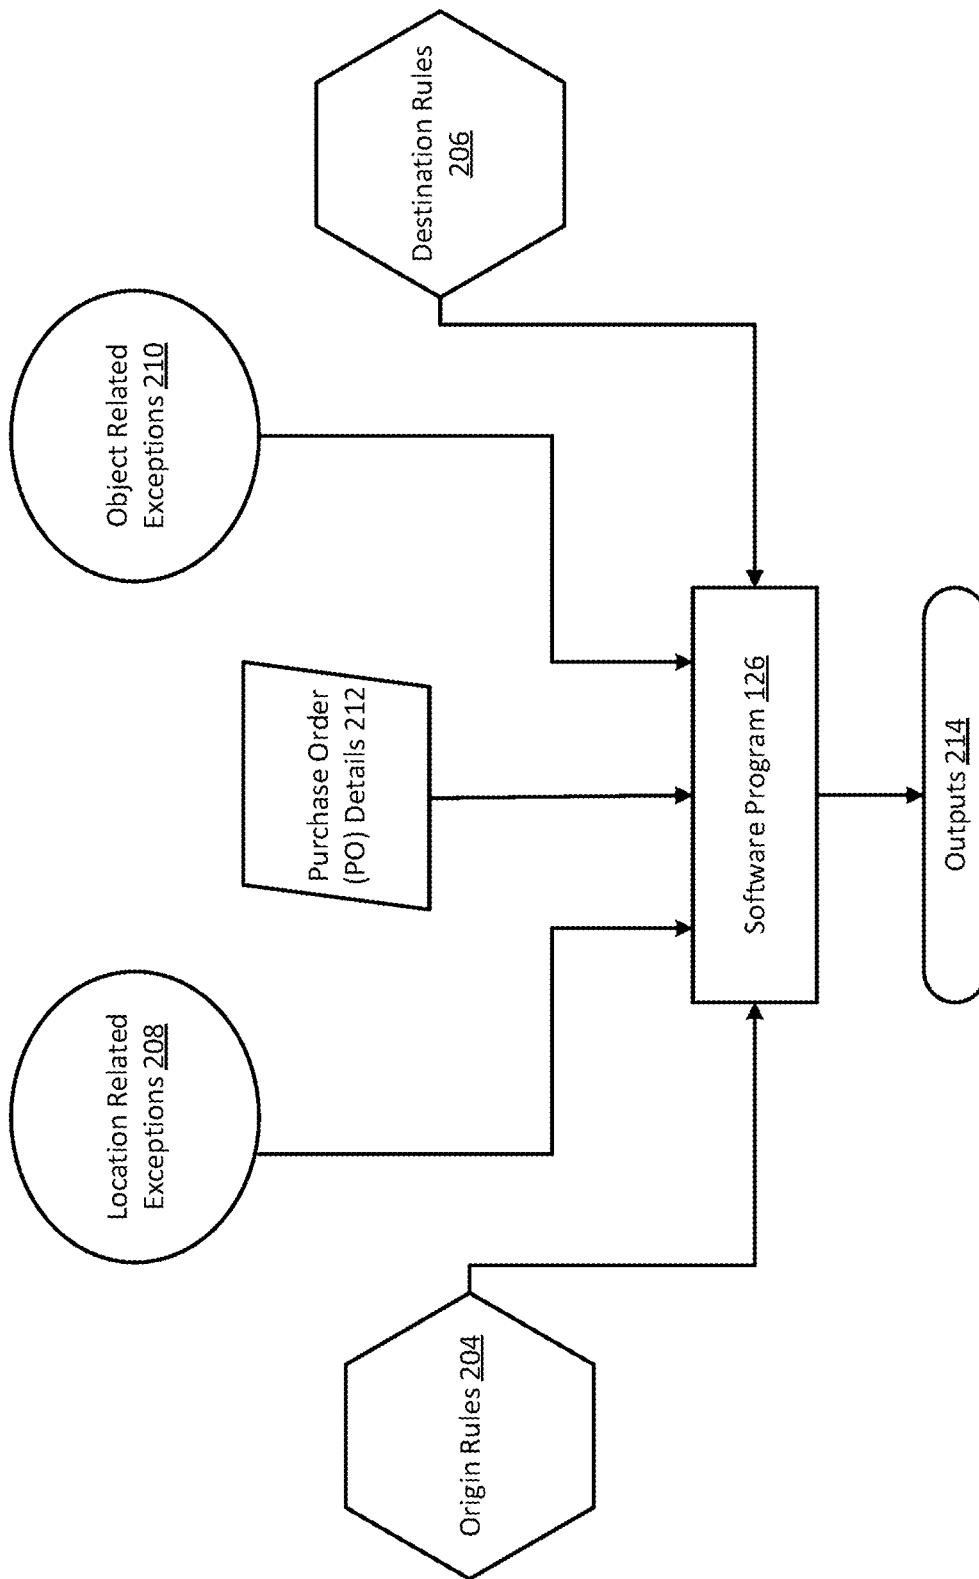 Location Related
Exceptions 208
Object Related
Exceptions 210
Purchase Order
(PO) Details 212
Origin Rules 204
Destination Rules
206
Software Program 126
Outputs 214